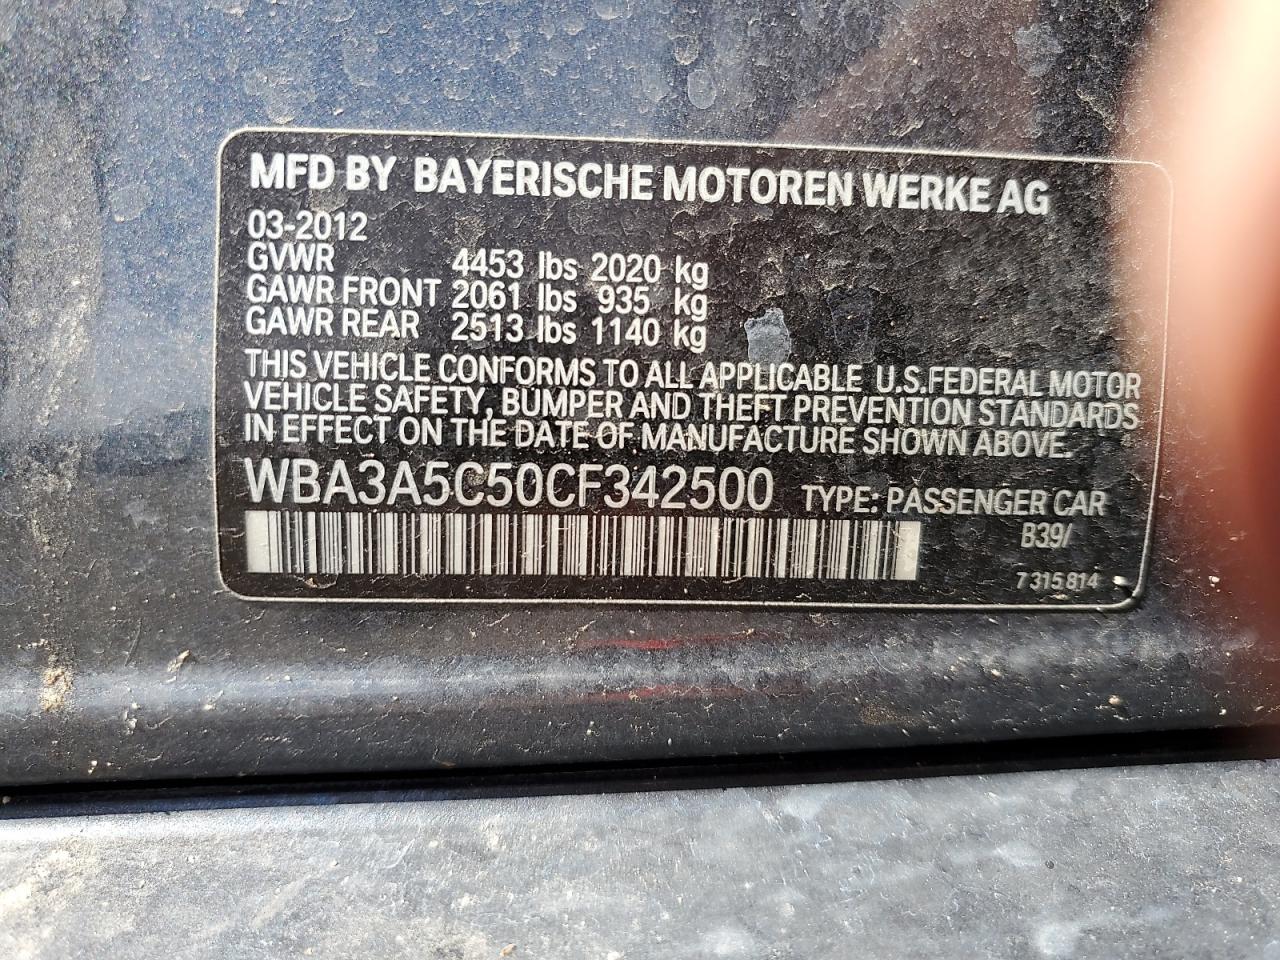 MFD BY BAYERISCHE MOTOREN WERKE AG
03-2012
GVWR 4453 lbs 2020 kg
GAWR FRONT 2061 lbs 935 kg
GAWR REAR 2513 lbs 1140 kg
THIS VEHICLE CONFORMS TO ALL APPLICABLE U.S.FEDERAL MOTOR
VEHICLE SAFETY, BUMPER AND THEFT PREVENTION STANDARDS
IN EFFECT ON THE DATE OF MANUFACTURE SHOWN ABOVE.
WBA3A5C50CF342500 TYPE: PASSENGER CAR
B39/
7 315 814